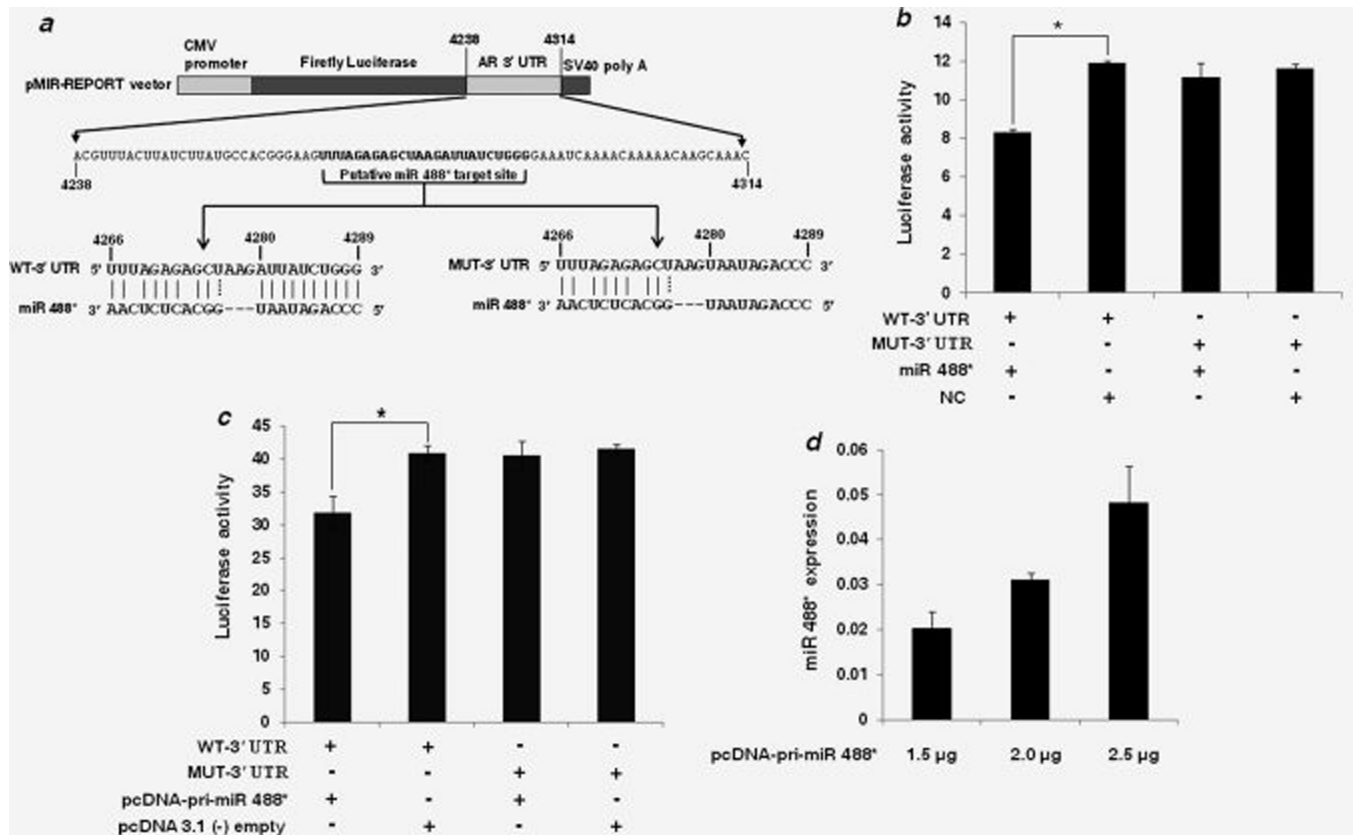 a
CMV promoter
4238
4314
Firefly Luciferase
AR 3' UTR
SV40 poly A
pMIR-REPORT vector
ACGUUUACUUAUCUUAUGCCACGGGAAGUUUAGAGAGCUAAGAUUAUCUGGGGAAAUCAAAACAAAAACAAGCAAAC
4238
Putative miR 488* target site
4314
4266
4280
4289
WT-3' UTR 5' UUUAGAGAGCUAAGAUUAUCUGGG 3'
miR 488* 3' AACUCUCACGG---UAAUAGACCC 5'
4266
4280
4289
MUT-3' UTR 5' UUUAGAGAGCUAAGUAAUAGACCC 3'
miR 488* 3' AACUCUCACGG---UAAUAGACCC 5'
b
*
Luciferase activity
14
12
10
8
6
4
2
0
WT-3' UTR + + - -
MUT-3' UTR - - + +
miR 488* + - + -
NC - + - +
c
*
Luciferase activity
45
40
35
30
25
20
15
10
5
0
WT-3' UTR + + - -
MUT-3' UTR - - + +
pcDNA-pri-miR 488* + - + -
pcDNA 3.1 (-) empty - + - +
d
miR 488* expression
0.06
0.05
0.04
0.03
0.02
0.01
0
pcDNA-pri-miR 488* 1.5 µg 2.0 µg 2.5 µg